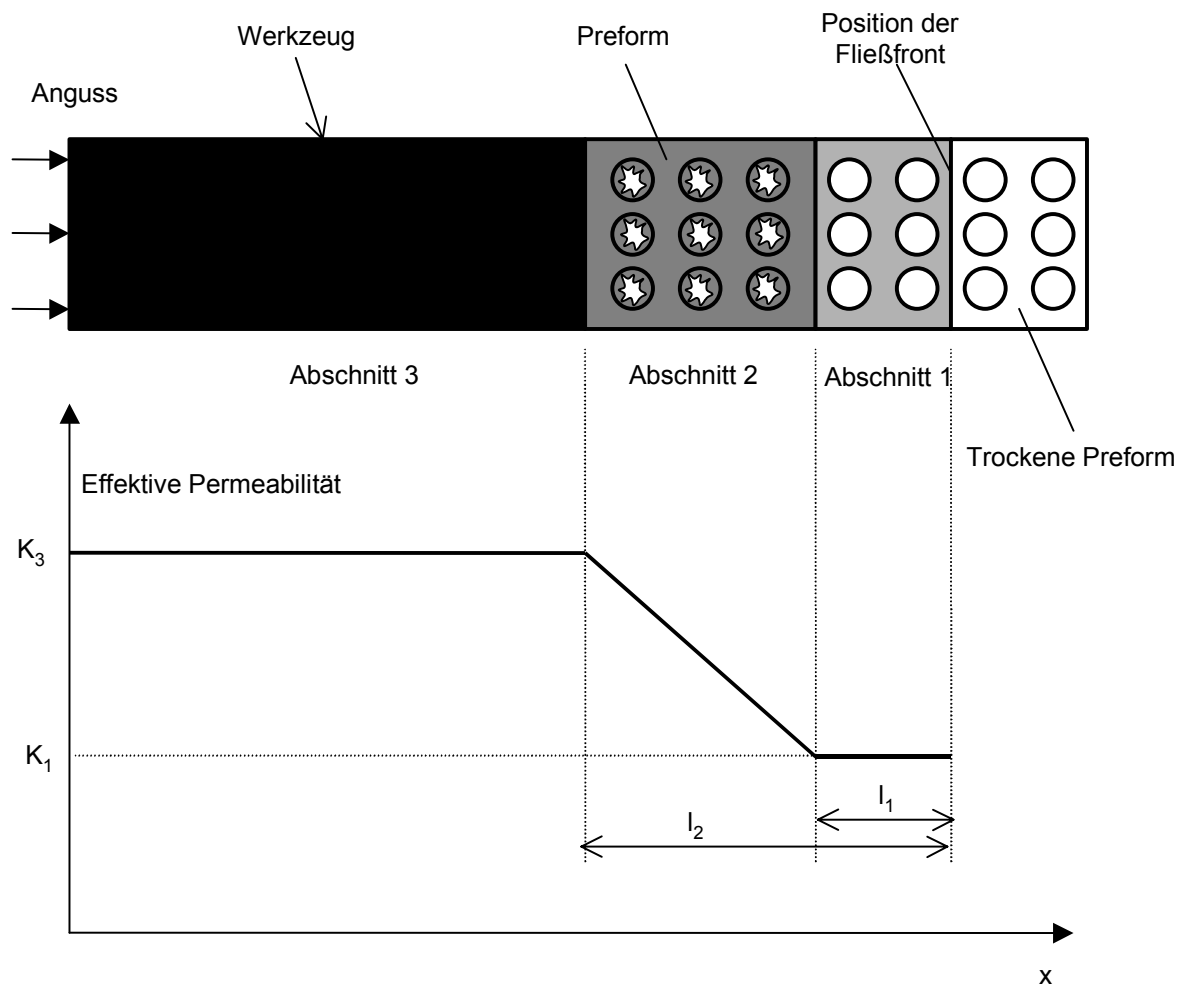 Werkzeug
Preform
Position der
Fließfront
Anguss
Abschnitt 3
Abschnitt 2
Abschnitt 1
Trockene Preform
Effektive Permeabilität
K3
K1
l1
l2
x